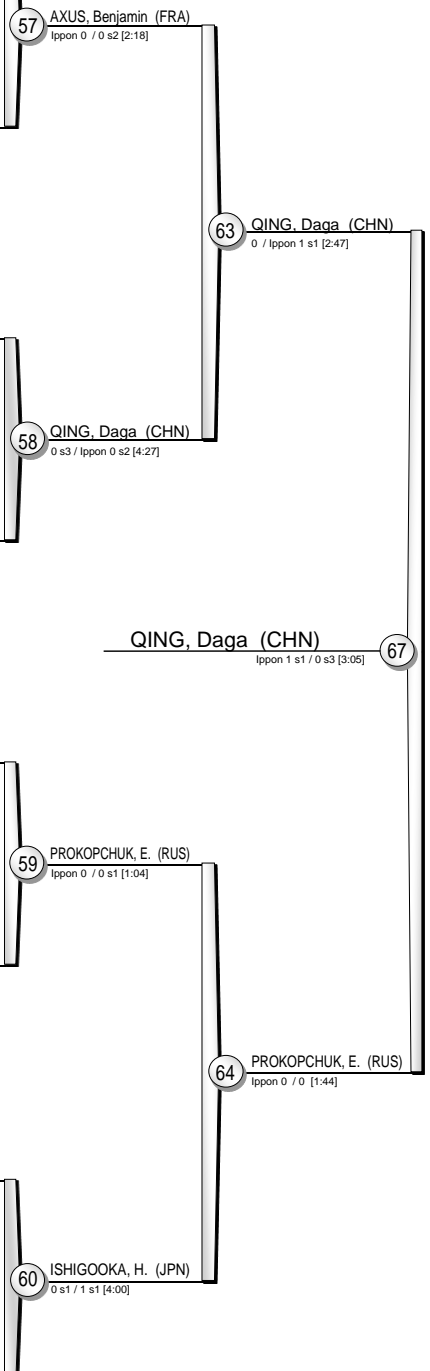 57 AXUS, Benjamin (FRA)
Ippon 0 / 0 s2 [2:18]
63 QING, Daga (CHN)
0 / Ippon 1 s1 [2:47]
58 QING, Daga (CHN)
0 s3 / Ippon 0 s2 [4:27]
QING, Daga (CHN) 67
Ippon 1 s1 / 0 s3 [3:05]
59 PROKOPCHUK, E. (RUS)
Ippon 0 / 0 s1 [1:04]
64 PROKOPCHUK, E. (RUS)
Ippon 0 / 0 [1:44]
60 ISHIGOOKA, H. (JPN)
0 s1 / 1 s1 [4:00]